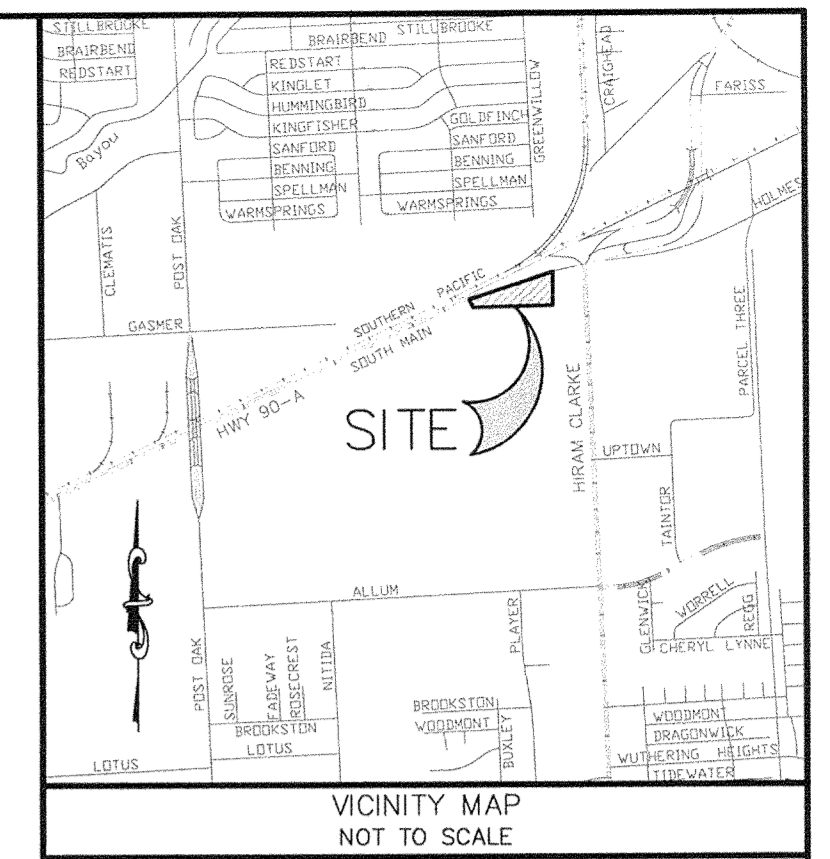 STILLBROOKE
BRAIRBEND
REDSTART
Bayou
CLEMATIS
POST OAK
GASMER
BRAIRBEND
STILLBROOKE
REDSTART
KINGLET
HUMMINGBIRD
KINGFISHER
SANFORD
BENNING
SPELLMAN
WARMSPRINGS
GOLDFINCH
SANFORD
BENNING
SPELLMAN
WARMSPRINGS
GREENWILLOW
CRAIGHEAD
FARISS
HOLMES
PARCEL THREE
SOUTHERN PACIFIC
SOUTH MAIN
HWY 90-A
SITE
HIRAM CLARKE
UPTOWN
TAINTOR
ALLUM
POST OAK
SUNROSE
FADEWAY
ROSECREST
NITIDA
BROOKSTON
LOTUS
LOTUS
PLAYER
BROOKSTON
WOODMONT
BUXLEY
GLENWICK
WORRELL
REGG
CHERYL LYNNE
WOODMONT
DRAGONWICK
WUTHERING HEIGHTS
TIDEWATER
VICINITY MAP
NOT TO SCALE